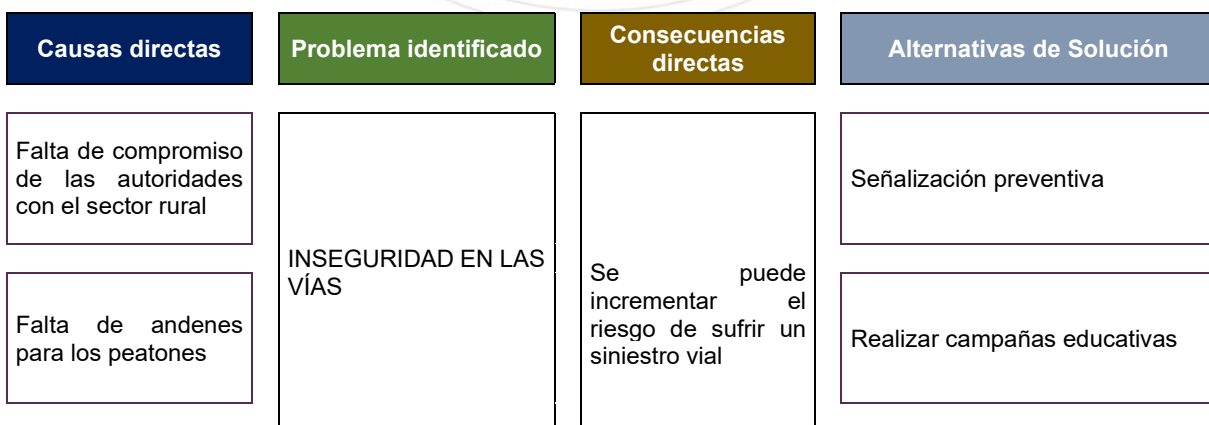 Causas directas
Problema identificado
Consecuencias
directas
Alternativas de Solución
Falta de compromiso
de las autoridades
con el sector rural
Falta de andenes
para los peatones
INSEGURIDAD EN LAS
VÍAS
Se puede
incrementar el
riesgo de sufrir un
siniestro vial
Señalización preventiva
Realizar campañas educativas